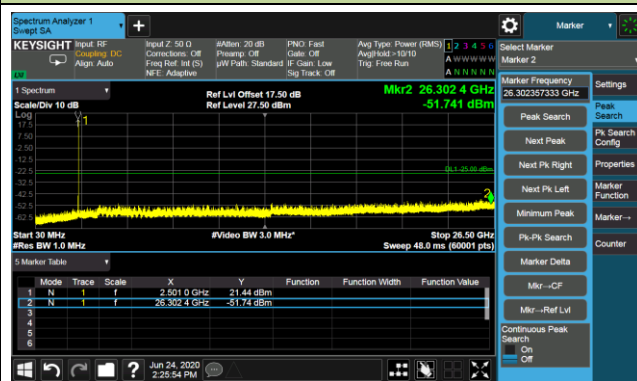 Spectrum Analyzer 1
Swept SA
+
Marker
KEYSIGHT
Input: RF
Coupling: DC
Align: Auto
Input Z: 50 Ω
Corrections: Off
Freq Ref: Int (S)
NFE: Adaptive
#Atten: 20 dB
Preamp: Off
µW Path: Standard
PNO: Fast
Gate: Off
IF Gain: Low
Sig Track: Off
Avg Type: Power (RMS)
Avg|Hold:>10/10
Trig: Free Run
1 2 3 4 5 6
A W W W W W
A N N N N N
Select Marker
Marker 2
LXI
1 Spectrum
Scale/Div 10 dB
Ref Lvl Offset 17.50 dB
Ref Level 27.50 dBm
Mkr2 26.302 4 GHz
-51.741 dBm
Log
17.5
7.50
-2.50
-12.5
-22.5
-32.5
-42.5
-52.5
-62.5
1
DL1 -25.00 dBm
2
Start 30 MHz
#Res BW 1.0 MHz
#Video BW 3.0 MHz*
Stop 26.50 GHz
Sweep 48.0 ms (60001 pts)
5 Marker Table
Mode Trace Scale X Y Function Function Width Function Value
1 N 1 f 2.501 0 GHz 21.44 dBm
2 N 1 f 26.302 4 GHz -51.74 dBm
3
4
5
6
Marker Frequency
26.302357333 GHz
Peak Search
Next Peak
Next Pk Right
Next Pk Left
Minimum Peak
Pk-Pk Search
Marker Delta
Mkr→CF
Mkr→Ref Lvl
Continuous Peak
Search
On
Off
Settings
Peak
Search
Pk Search
Config
Properties
Marker
Function
Marker→
Counter
?
Jun 24, 2020
2:25:54 PM